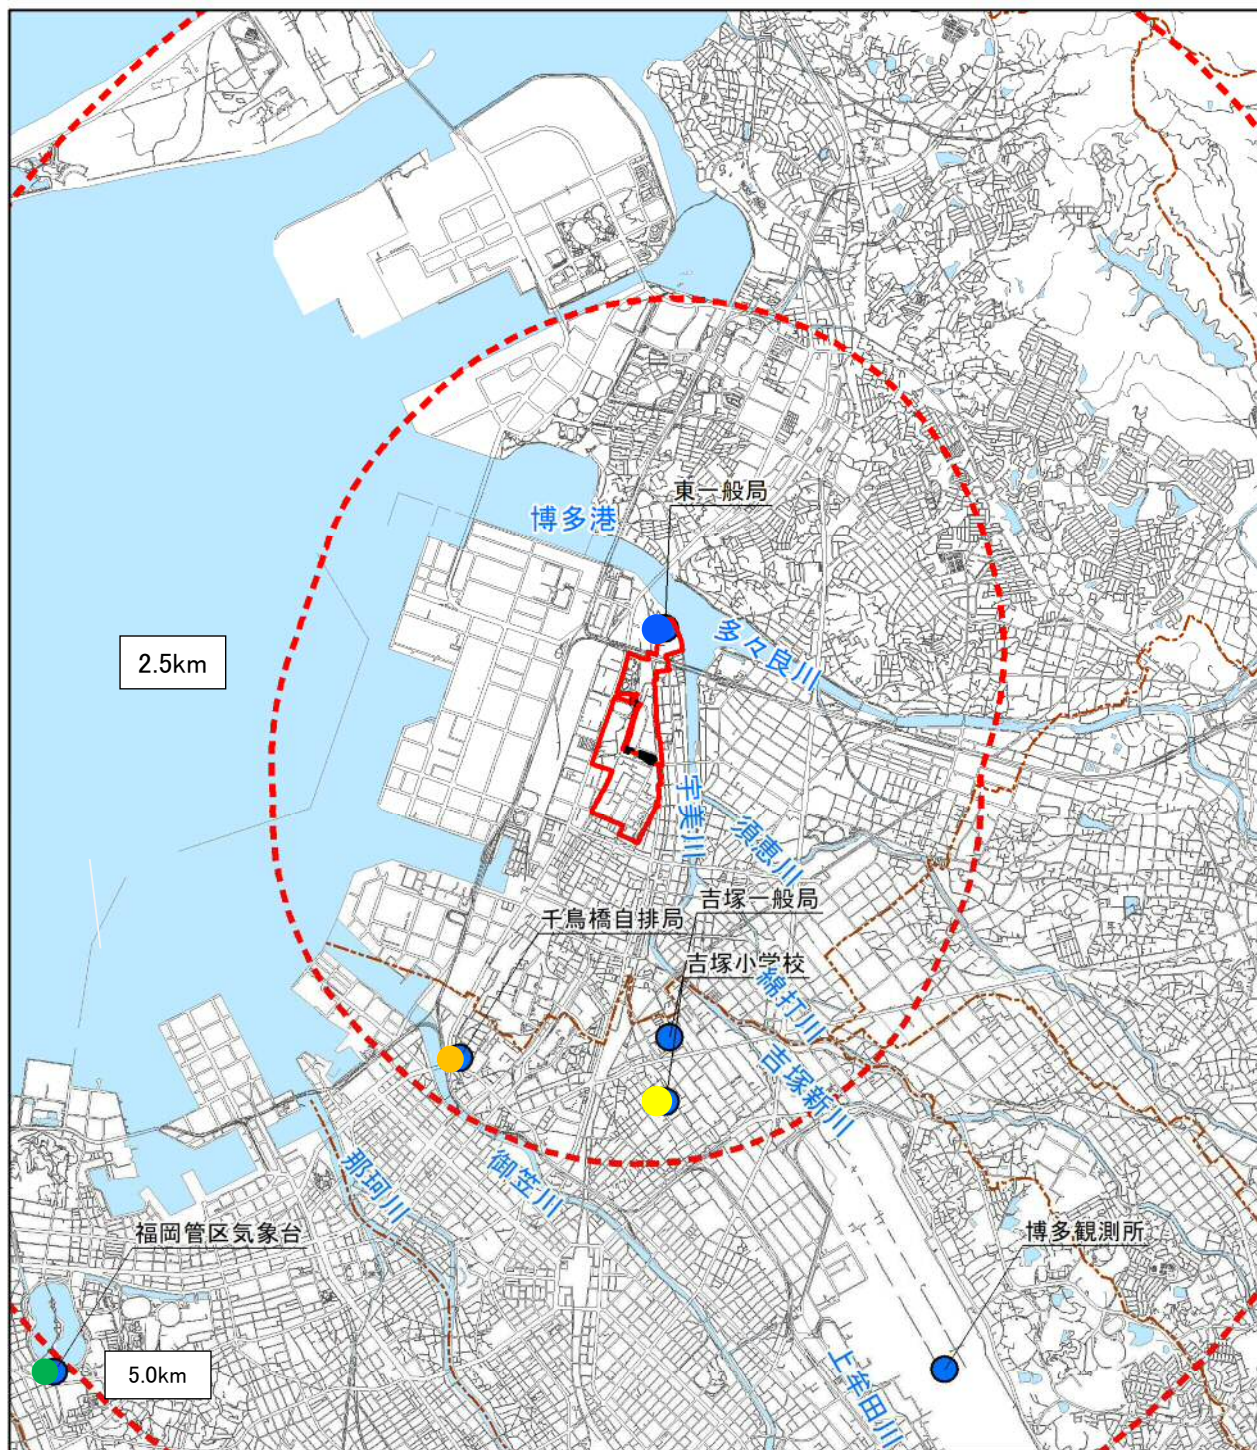 東一般局
博多港
多々良川
2.5km
宇美川
須恵川
吉塚一般局
千鳥橋自排局
吉塚小学校
綿打川
吉塚新川
御笠川
那珂川
福岡管区気象台
博多観測所
5.0km
上牟田川